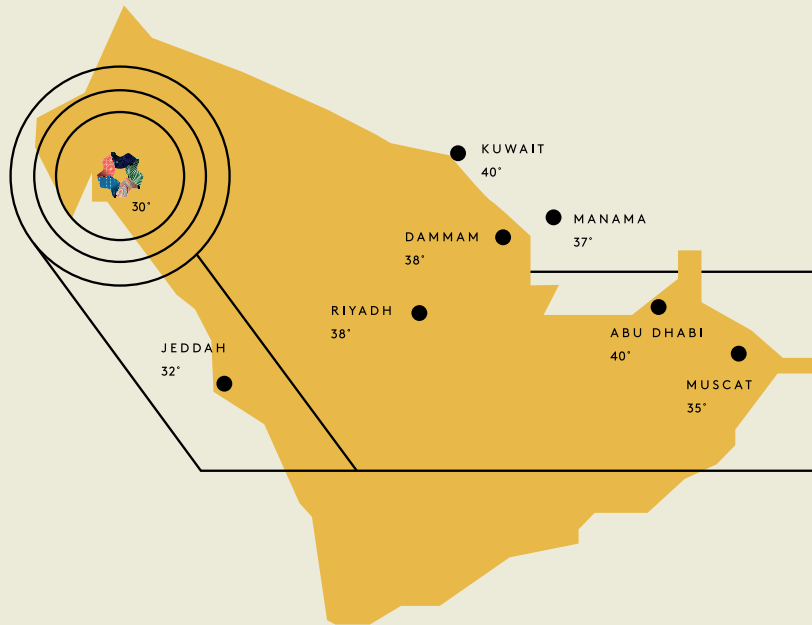 KUWAIT
40°
30°
MANAMA
37°
DAMMAM
38°
RIYADH
38°
ABU DHABI
40°
JEDDAH
32°
MUSCAT
35°